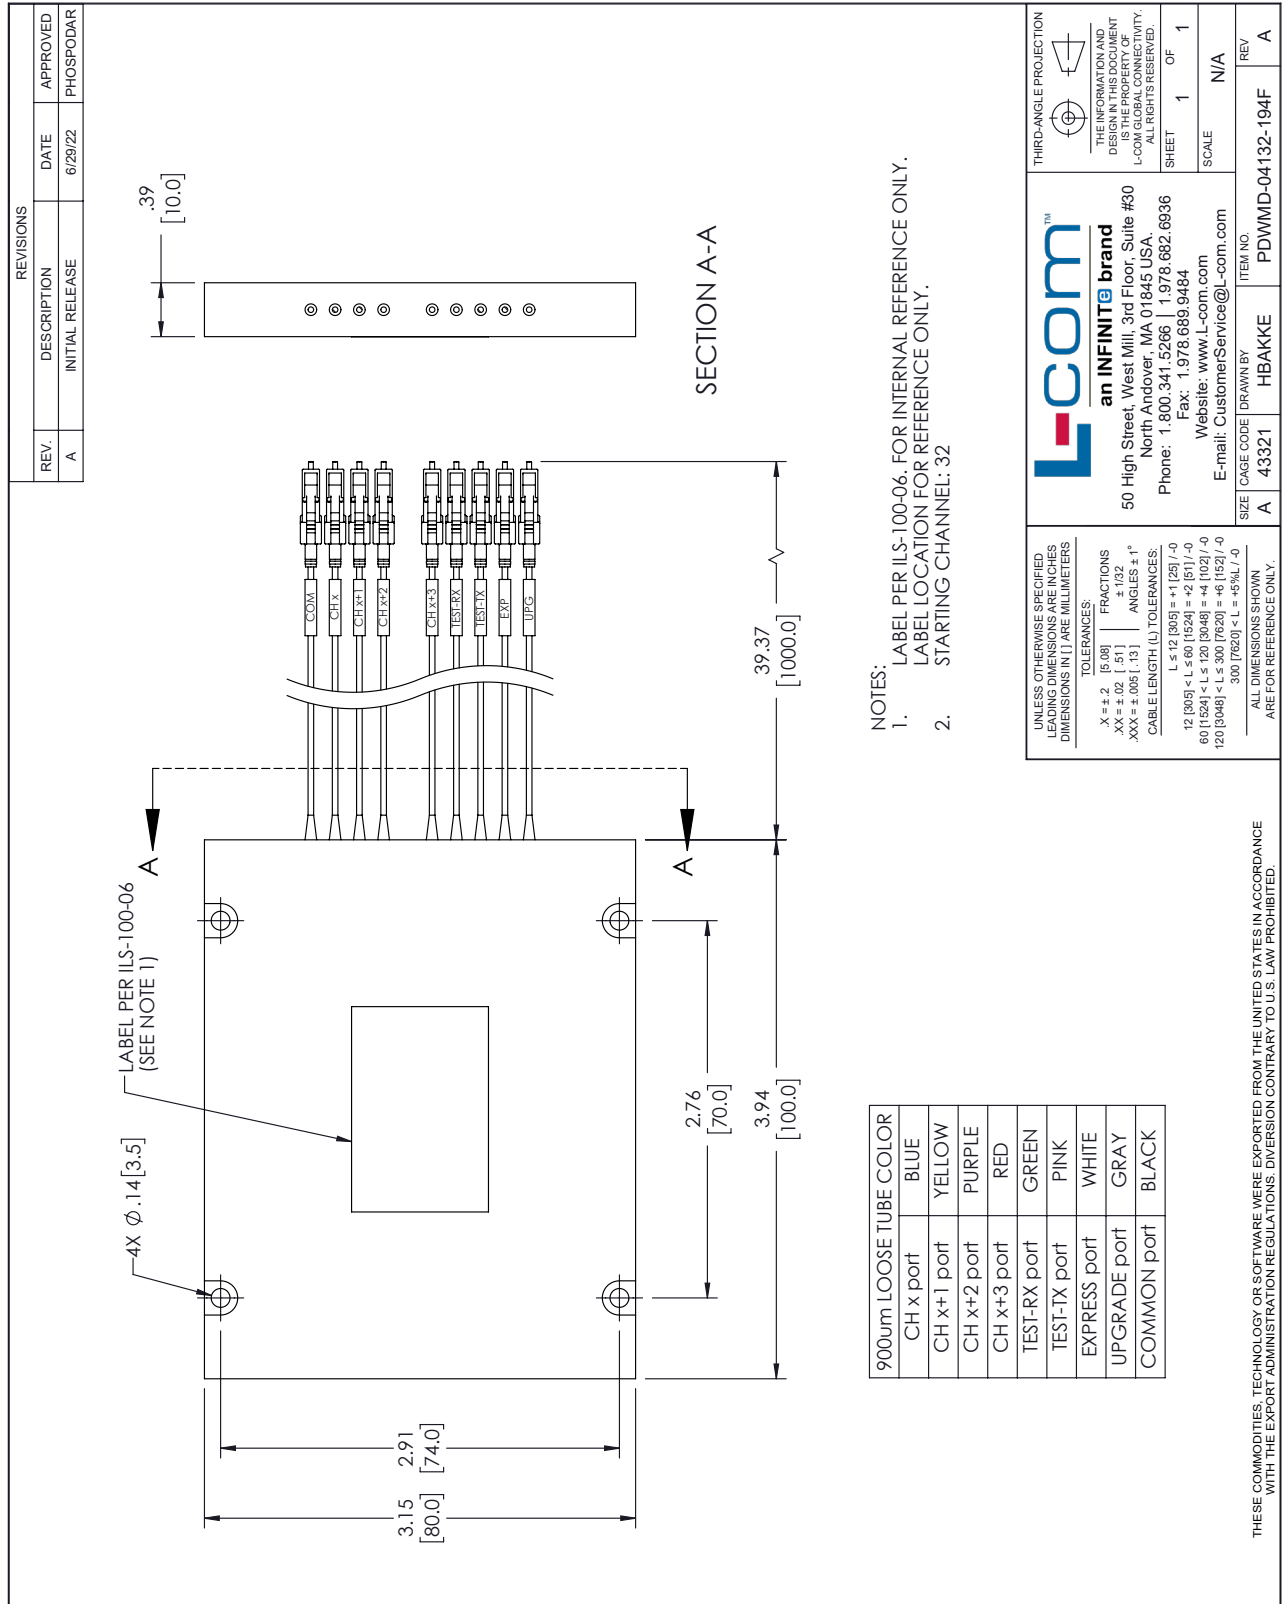 REVISIONS
REV. DESCRIPTION DATE APPROVED
A INITIAL RELEASE 6/29/22 PHOSPODAR
4X Ø.14[3.5]
LABEL PER ILS-100-06
(SEE NOTE 1)
A
A
COM
CH x
CH x+1
CH x+2
CH x+3
TEST-RX
TEST-TX
EXP
UPG
.39
[10.0]
3.15
[80.0]
2.91
[74.0]
2.76
[70.0]
3.94
[100.0]
39.37
[1000.0]
SECTION A-A
900um LOOSE TUBE COLOR
CH x port BLUE
CH x+1 port YELLOW
CH x+2 port PURPLE
CH x+3 port RED
TEST-RX port GREEN
TEST-TX port PINK
EXPRESS port WHITE
UPGRADE port GRAY
COMMON port BLACK
NOTES:
1. LABEL PER ILS-100-06. FOR INTERNAL REFERENCE ONLY.
LABEL LOCATION FOR REFERENCE ONLY.
2. STARTING CHANNEL: 32
UNLESS OTHERWISE SPECIFIED
LEADING DIMENSIONS ARE INCHES
DIMENSIONS IN [ ] ARE MILLIMETERS
TOLERANCES:
.X = ±.2 [5.08] FRACTIONS
.XX = ±.02 [.51] ± 1/32
.XXX = ±.005 [.13] ANGLES ± 1°
CABLE LENGTH (L) TOLERANCES:
L ≤ 12 [305] = +1 [25] / -0
12 [305] < L ≤ 60 [1524] = +2 [51] / -0
60 [1524] < L ≤ 120 [3048] = +4 [102] / -0
120 [3048] < L ≤ 300 [7620] = +6 [152] / -0
300 [7620] < L = +5%L / -0
ALL DIMENSIONS SHOWN
ARE FOR REFERENCE ONLY.
L-com™
an INFINITe brand
50 High Street, West Mill, 3rd Floor, Suite #30
North Andover, MA 01845 USA.
Phone: 1.800.341.5266 | 1.978.682.6936
Fax: 1.978.689.9484
Website: www.L-com.com
E-mail: CustomerService@L-com.com
THIRD-ANGLE PROJECTION
THE INFORMATION AND
DESIGN IN THIS DOCUMENT
IS THE PROPERTY OF
L-COM GLOBAL CONNECTIVITY.
ALL RIGHTS RESERVED.
SHEET 1 OF 1
SCALE N/A
SIZE A
CAGE CODE 43321
DRAWN BY HBAKKE
ITEM NO. PDWMD-04132-194F
REV A
THESE COMMODITIES, TECHNOLOGY OR SOFTWARE WERE EXPORTED FROM THE UNITED STATES IN ACCORDANCE
WITH THE EXPORT ADMINISTRATION REGULATIONS. DIVERSION CONTRARY TO U.S. LAW PROHIBITED.